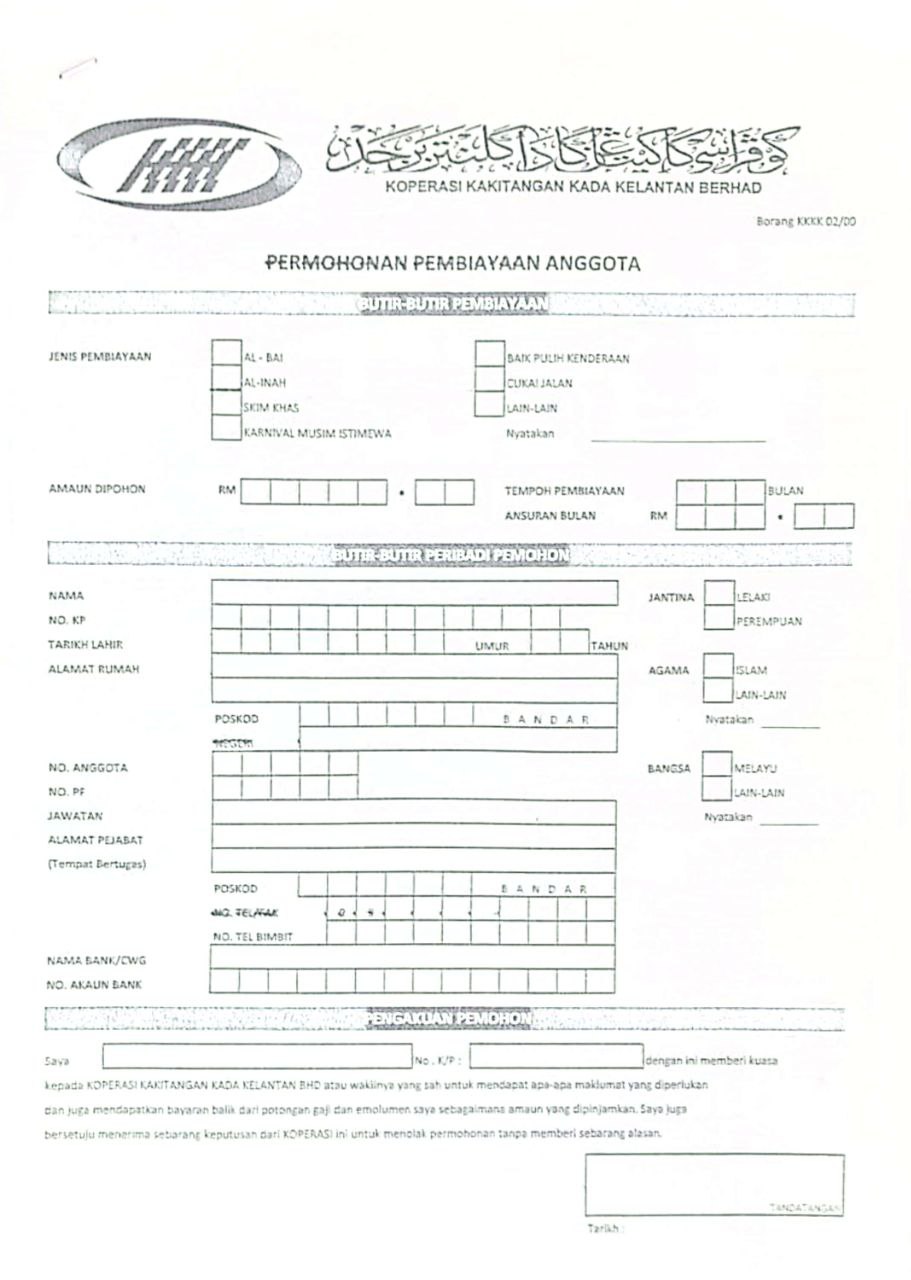 KKK
كوڤراسي كاكيتاڠن كادا كلنتن برحد
KOPERASI KAKITANGAN KADA KELANTAN BERHAD
Borang KKKK 02/00
PERMOHONAN PEMBIAYAAN ANGGOTA
BUTIR-BUTIR PEMBIAYAAN
JENIS PEMBIAYAAN AL - BAI BAIK PULIH KENDERAAN
AL-INAH CUKAI JALAN
SKIM KHAS LAIN-LAIN
KARNIVAL MUSIM ISTIMEWA Nyatakan
AMAUN DIPOHON RM . TEMPOH PEMBIAYAAN BULAN
ANSURAN BULAN RM .
BUTIR-BUTIR PERIBADI PEMOHON
NAMA JANTINA LELAKI
NO. KP PEREMPUAN
TARIKH LAHIR UMUR TAHUN
ALAMAT RUMAH AGAMA ISLAM
LAIN-LAIN
POSKOD BANDAR Nyatakan
NEGERI
NO. ANGGOTA BANGSA MELAYU
NO. PF LAIN-LAIN
JAWATAN Nyatakan
ALAMAT PEJABAT
(Tempat Bertugas)
POSKOD BANDAR
NO. TEL/FAK 0 9 -
NO. TEL BIMBIT
NAMA BANK/CWG
NO. AKAUN BANK
PENGAKUAN PEMOHON
Saya No. K/P : dengan ini memberi kuasa
kepada KOPERASI KAKITANGAN KADA KELANTAN BHD atau wakilnya yang sah untuk mendapat apa-apa maklumat yang diperlukan
dan juga mendapatkan bayaran balik dari potongan gaji dan emolumen saya sebagaimana amaun yang dipinjamkan. Saya juga
bersetuju menerima sebarang keputusan dari KOPERASI ini untuk menolak permohonan tanpa memberi sebarang alasan.
TANDATANGAN
Tarikh :